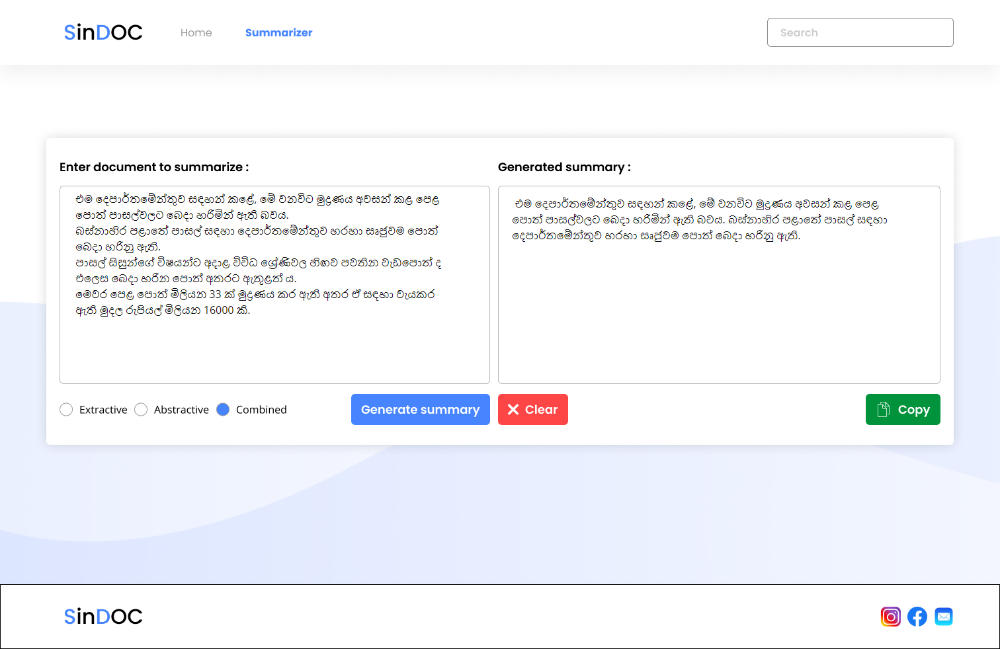 SinDOC
Home
Summarizer
Search
Enter document to summarize :
එම දෙපාර්තමේන්තුව සඳහන් කළේ, මේ වනවිට මුද්‍රණය අවසන් කළ පෙළ
පොත් පාසල්වලට බෙදා හරිමින් ඇති බවය.
බස්නාහිර පළාතේ පාසල් සඳහා දෙපාර්තමේන්තුව හරහා සෘජුවම පොත්
බෙදා හරිනු ඇති.
පාසල් සිසුන්ගේ විෂයන්ට අදාළ විවිධ ශ්‍රේණිවල හිඟව පවතින වැඩපොත් ද
එලෙස බෙදා හරින පොත් අතරට ඇතුළත් ය.
මෙවර පෙළ පොත් මිලියන 33 ක් මුද්‍රණය කර ඇති අතර ඒ සඳහා වැයකර
ඇති මුදල රුපියල් මිලියන 16000 කි.
Extractive
Abstractive
Combined
Generate summary
Generated summary :
එම දෙපාර්තමේන්තුව සඳහන් කළේ, මේ වනවිට මුද්‍රණය අවසන් කළ පෙළ
පොත් පාසල්වලට බෙදා හරිමින් ඇති බවය. බස්නාහිර පළාතේ පාසල් සඳහා
දෙපාර්තමේන්තුව හරහා සෘජුවම පොත් බෙදා හරිනු ඇති.
Clear
Copy
SinDOC